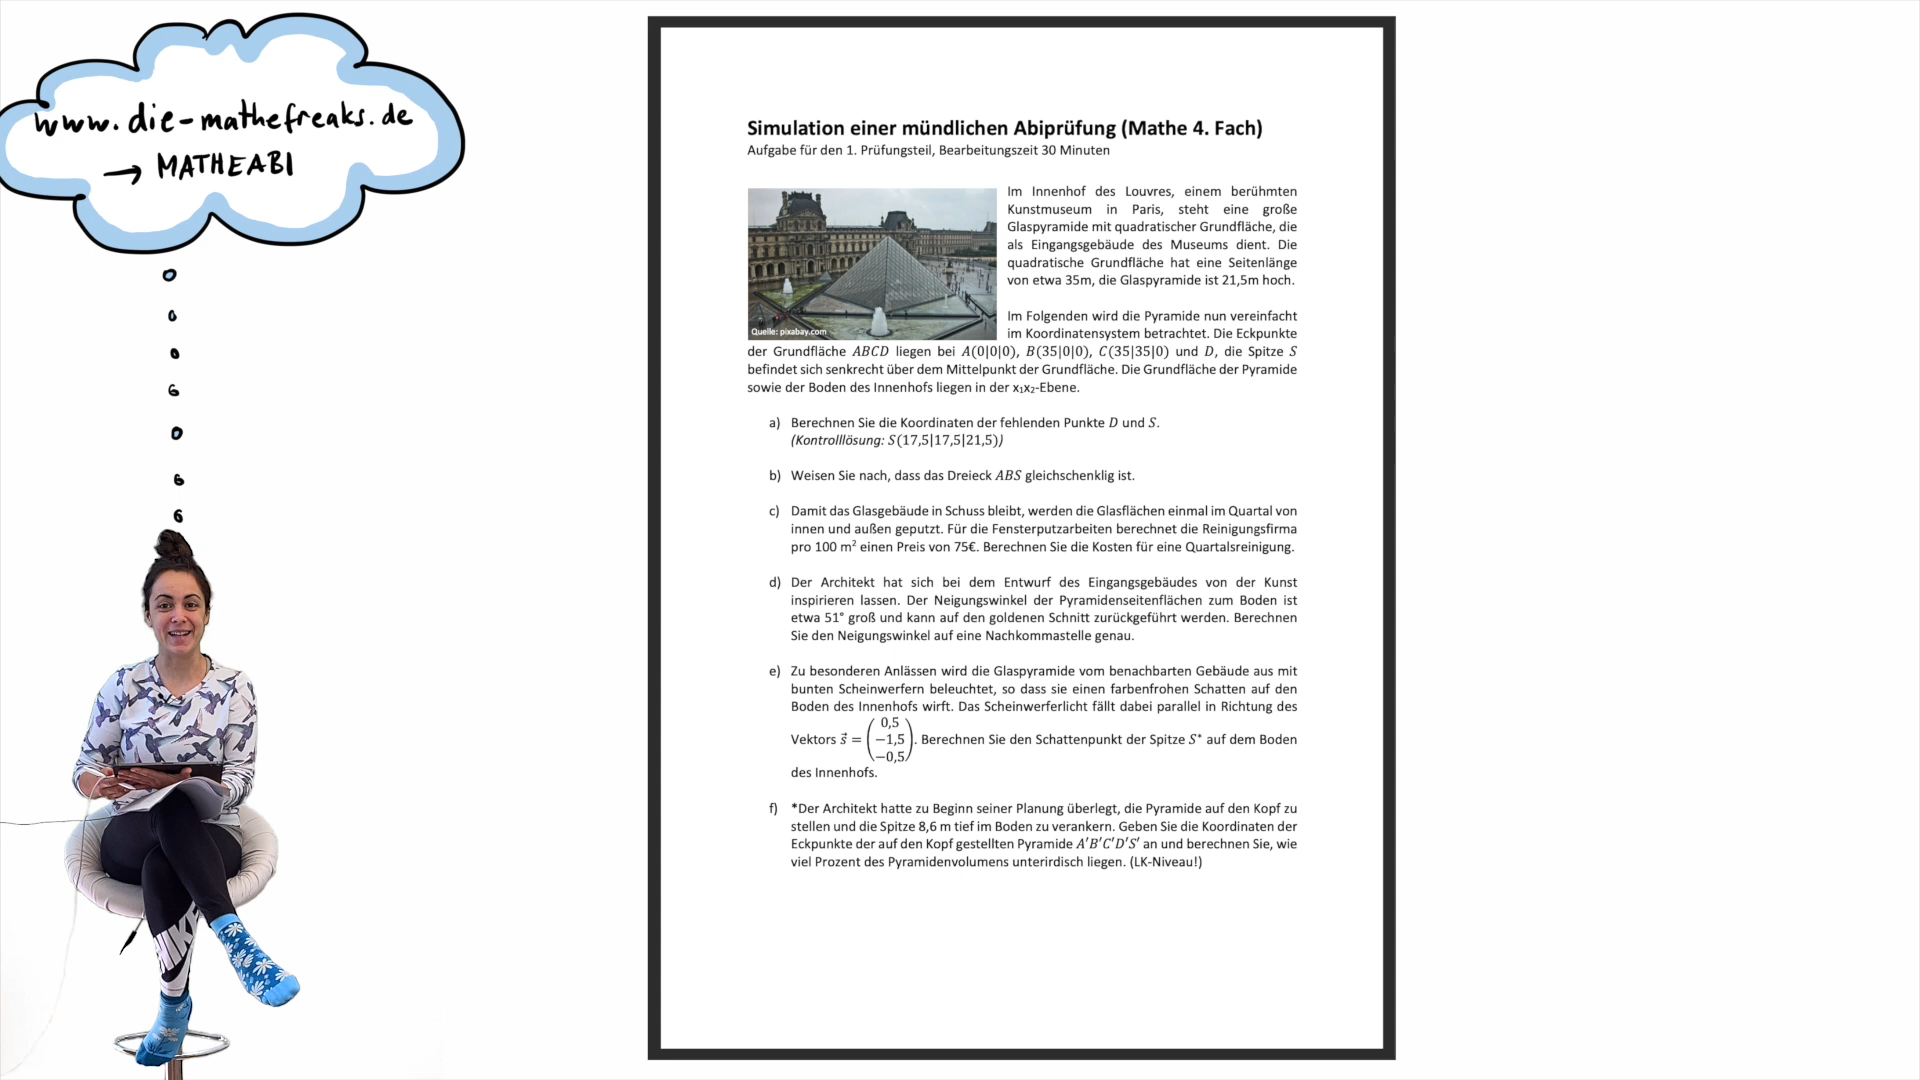 www.die-mathefreaks.de
→ MATHEABI
Simulation einer mündlichen Abiprüfung (Mathe 4. Fach)
Aufgabe für den 1. Prüfungsteil, Bearbeitungszeit 30 Minuten
Im Innenhof des Louvres, einem berühmten
Kunstmuseum in Paris, steht eine große
Glaspyramide mit quadratischer Grundfläche, die
als Eingangsgebäude des Museums dient. Die
quadratische Grundfläche hat eine Seitenlänge
von etwa 35m, die Glaspyramide ist 21,5m hoch.
Quelle: pixabay.com
Im Folgenden wird die Pyramide nun vereinfacht
im Koordinatensystem betrachtet. Die Eckpunkte
der Grundfläche ABCD liegen bei A(0|0|0), B(35|0|0), C(35|35|0) und D, die Spitze S
befindet sich senkrecht über dem Mittelpunkt der Grundfläche. Die Grundfläche der Pyramide
sowie der Boden des Innenhofs liegen in der x₁x₂-Ebene.
a) Berechnen Sie die Koordinaten der fehlenden Punkte D und S.
(Kontrolllösung: S(17,5|17,5|21,5))
b) Weisen Sie nach, dass das Dreieck ABS gleichschenklig ist.
c) Damit das Glasgebäude in Schuss bleibt, werden die Glasflächen einmal im Quartal von
innen und außen geputzt. Für die Fensterputzarbeiten berechnet die Reinigungsfirma
pro 100 m² einen Preis von 75€. Berechnen Sie die Kosten für eine Quartalsreinigung.
d) Der Architekt hat sich bei dem Entwurf des Eingangsgebäudes von der Kunst
inspirieren lassen. Der Neigungswinkel der Pyramidenseitenflächen zum Boden ist
etwa 51° groß und kann auf den goldenen Schnitt zurückgeführt werden. Berechnen
Sie den Neigungswinkel auf eine Nachkommastelle genau.
e) Zu besonderen Anlässen wird die Glaspyramide vom benachbarten Gebäude aus mit
bunten Scheinwerfern beleuchtet, so dass sie einen farbenfrohen Schatten auf den
Boden des Innenhofs wirft. Das Scheinwerferlicht fällt dabei parallel in Richtung des
0,5
Vektors s⃗ = (−1,5). Berechnen Sie den Schattenpunkt der Spitze S* auf dem Boden
−0,5
des Innenhofs.
f) *Der Architekt hatte zu Beginn seiner Planung überlegt, die Pyramide auf den Kopf zu
stellen und die Spitze 8,6 m tief im Boden zu verankern. Geben Sie die Koordinaten der
Eckpunkte der auf den Kopf gestellten Pyramide A′B′C′D′S′ an und berechnen Sie, wie
viel Prozent des Pyramidenvolumens unterirdisch liegen. (LK-Niveau!)
NIKE